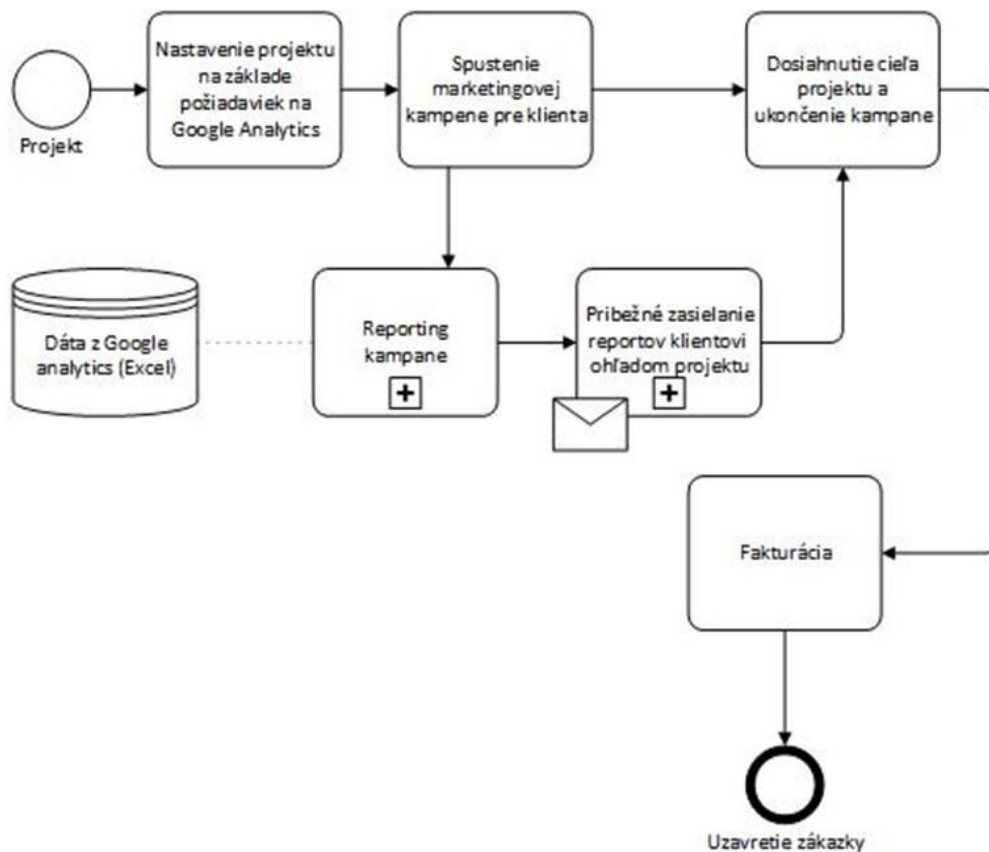 Nastavenie projektu
na základe
požiadaviek na
Google Analytics
Spustenie
marketingovej
kampene pre klienta
Dosiahnutie cieľa
projektu a
ukončenie kampane
Projekt
Dáta z Google
analytics (Excel)
Reporting
kampane
Pribežné zasielanie
reportov klientovi
ohľadom projektu
Fakturácia
Uzavretie zákazky